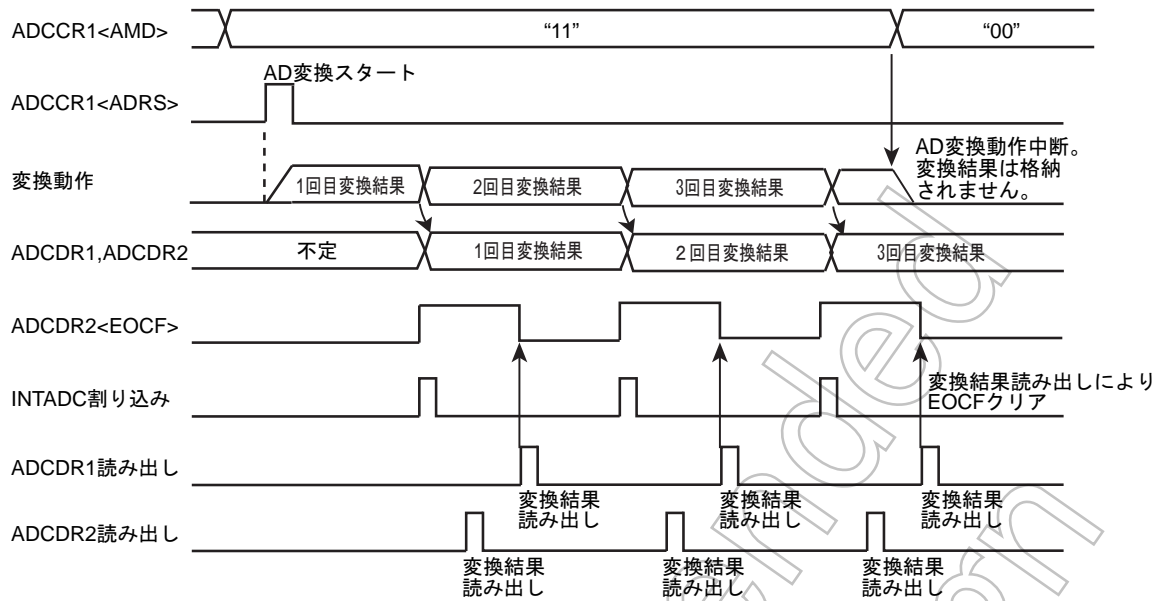 ADCCR1<AMD>
“11”
“00”
AD変換スタート
ADCCR1<ADRS>
変換動作
1回目変換結果
2回目変換結果
3回目変換結果
AD変換動作中断。
変換結果は格納
されません。
ADCDR1,ADCDR2
不定
1回目変換結果
2回目変換結果
3回目変換結果
ADCDR2<EOCF>
INTADC割り込み
変換結果読み出しにより
EOCFクリア
ADCDR1読み出し
変換結果
読み出し
変換結果
読み出し
変換結果
読み出し
ADCDR2読み出し
変換結果
読み出し
変換結果
読み出し
変換結果
読み出し